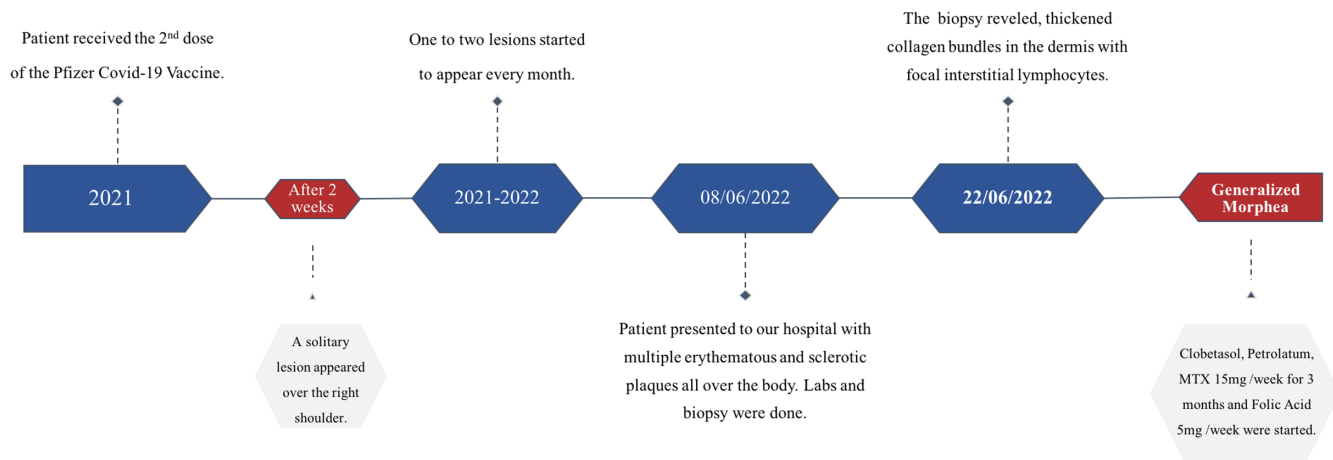 Patient received the 2nd dose
of the Pfizer Covid-19 Vaccine.
2021
After 2
weeks
A solitary
lesion appeared
over the right
shoulder.
One to two lesions started
to appear every month.
2021-2022
08/06/2022
Patient presented to our hospital with
multiple erythematous and sclerotic
plaques all over the body. Labs and
biopsy were done.
The biopsy reveled, thickened
collagen bundles in the dermis with
focal interstitial lymphocytes.
22/06/2022
Generalized
Morphea
Clobetasol, Petrolatum,
MTX 15mg /week for 3
months and Folic Acid
5mg /week were started.